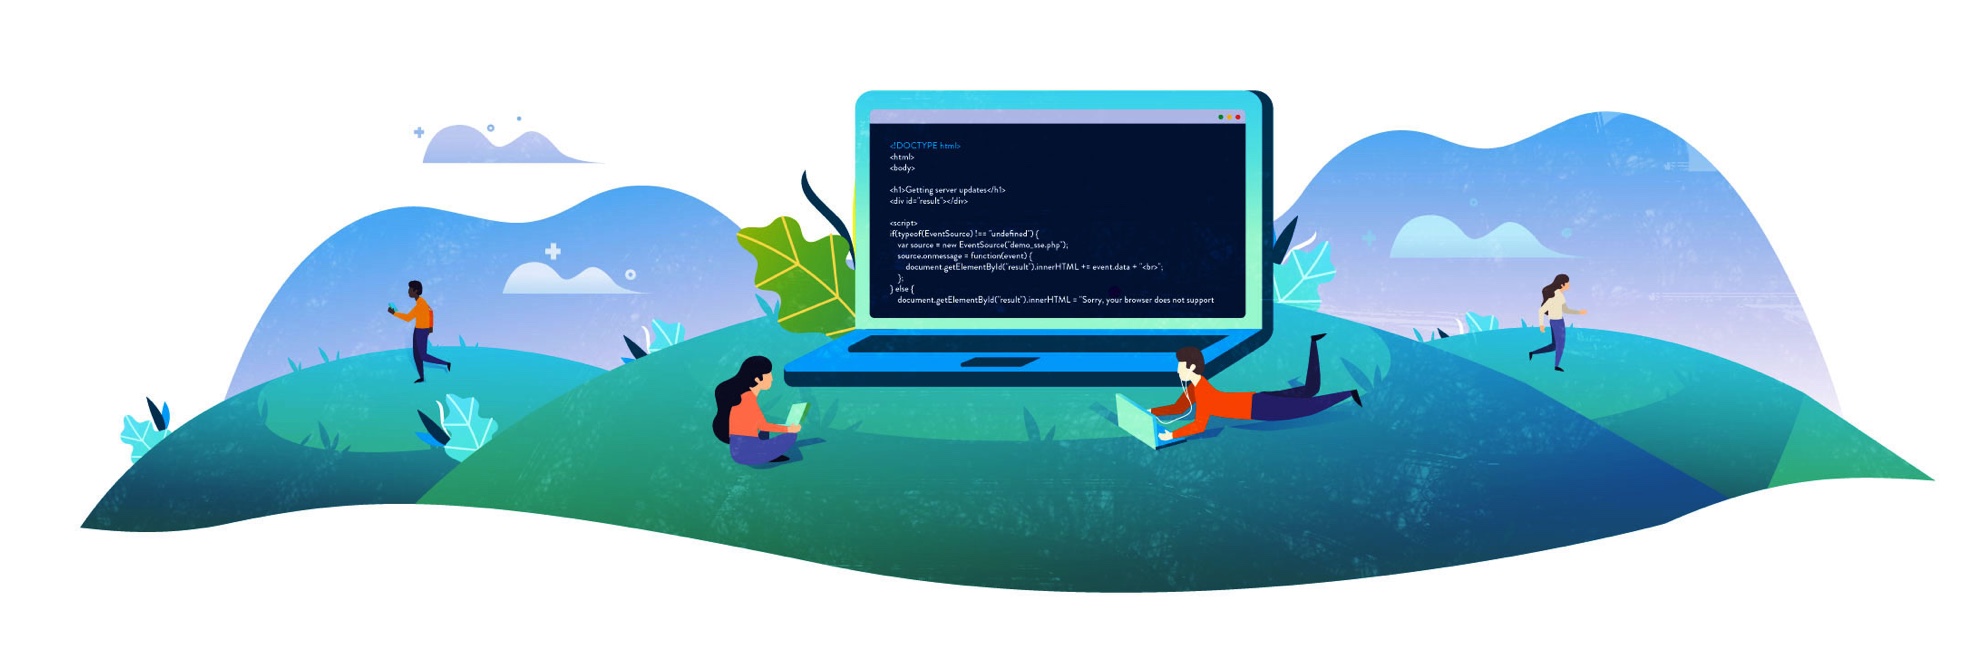 <!DOCTYPE html>
<html>
<body>
<h1>Getting server updates</h1>
<div id="result"></div>
<script>
if(typeof(EventSource) !== "undefined") {
var source = new EventSource("demo_sse.php");
source.onmessage = function(event) {
document.getElementById("result").innerHTML += event.data + "<br>";
};
} else {
document.getElementById("result").innerHTML = "Sorry, your browser does not support